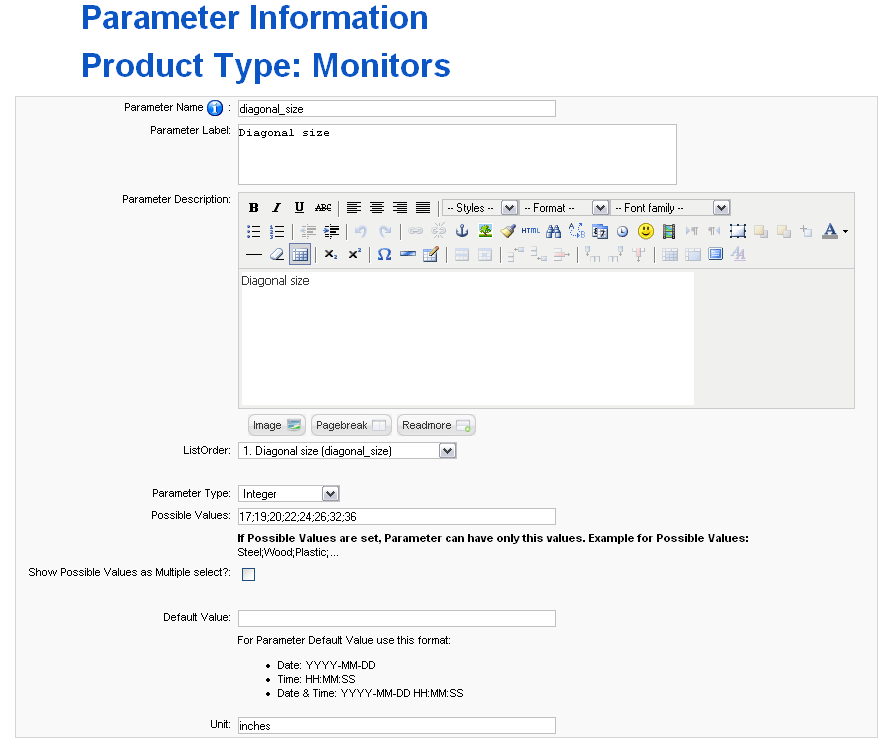 Parameter Information
Product Type: Monitors
Parameter Name i : diagonal_size
Parameter Label: Diagonal size
Parameter Description:
B I U ABC -- Styles -- -- Format -- -- Font family --
HTML A
x₂ x² Ω
Diagonal size
Image Pagebreak Readmore
ListOrder: 1. Diagonal size (diagonal_size)
Parameter Type: Integer
Possible Values: 17;19;20;22;24;26;32;36
If Possible Values are set, Parameter can have only this values. Example for Possible Values:
Steel;Wood;Plastic;...
Show Possible Values as Multiple select?:
Default Value:
For Parameter Default Value use this format:
• Date: YYYY-MM-DD
• Time: HH:MM:SS
• Date & Time: YYYY-MM-DD HH:MM:SS
Unit: inches